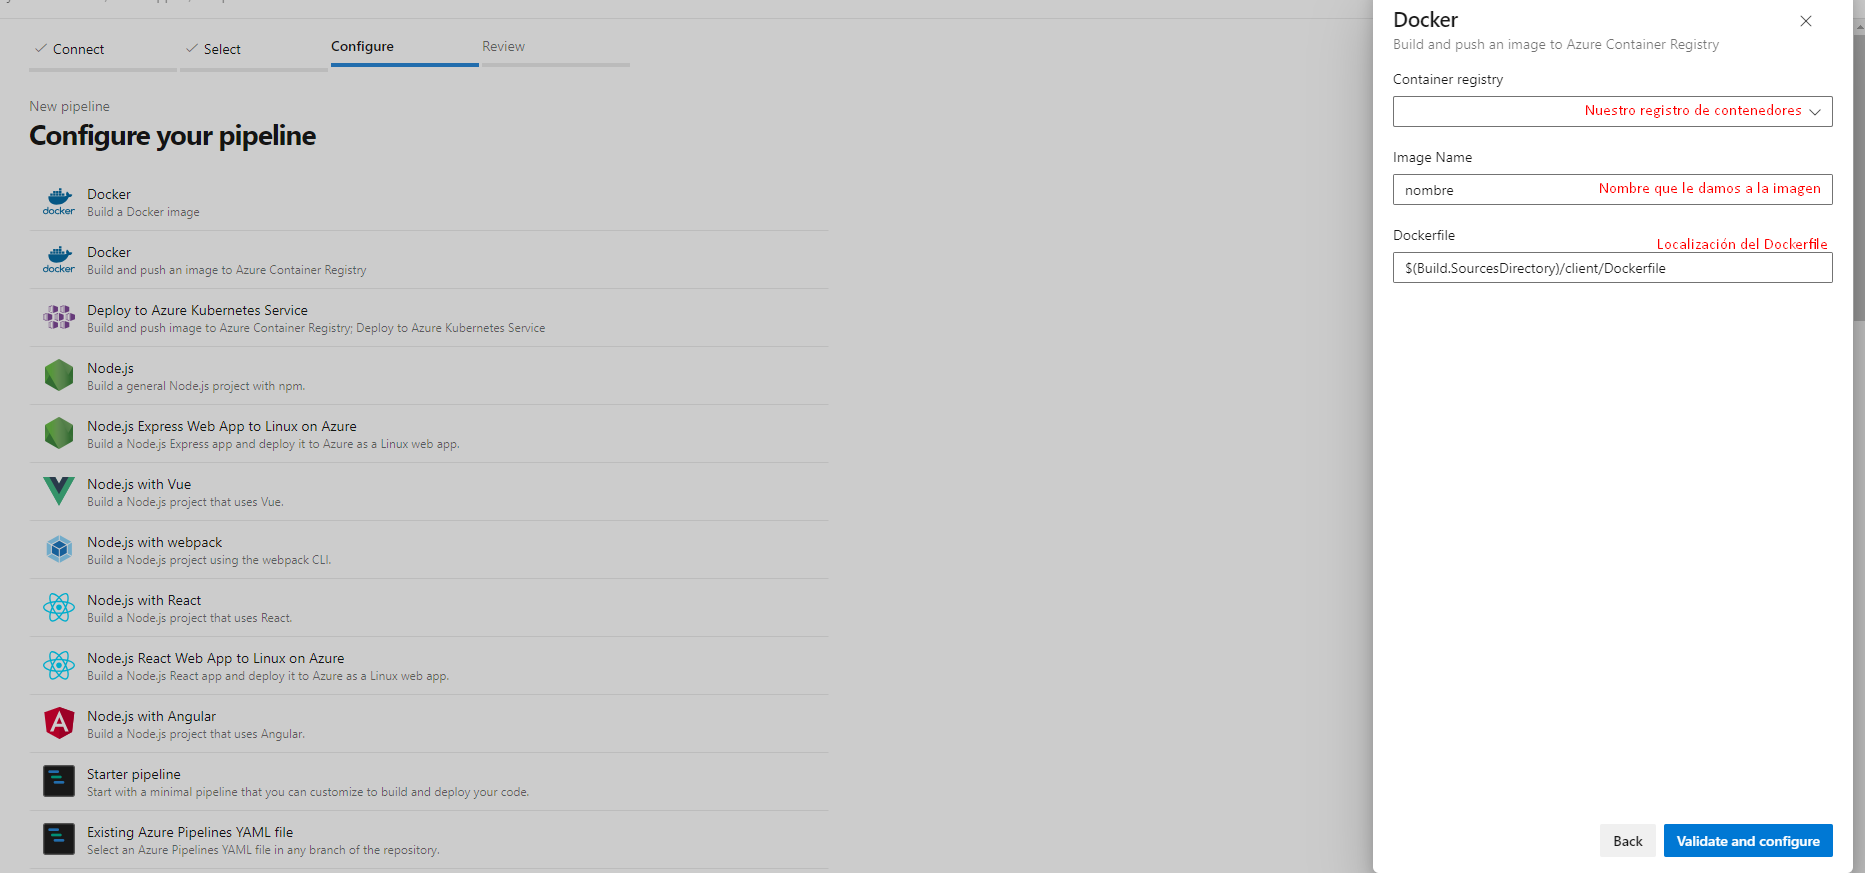 Connect
Select
Configure
Review
New pipeline
Configure your pipeline
docker
Docker
Build a Docker image
docker
Docker
Build and push an image to Azure Container Registry
Deploy to Azure Kubernetes Service
Build and push image to Azure Container Registry; Deploy to Azure Kubernetes Service
Node.js
Build a general Node.js project with npm.
Node.js Express Web App to Linux on Azure
Build a Node.js Express app and deploy it to Azure as a Linux web app.
Node.js with Vue
Build a Node.js project that uses Vue.
Node.js with webpack
Build a Node.js project using the webpack CLI.
Node.js with React
Build a Node.js project that uses React.
Node.js React Web App to Linux on Azure
Build a Node.js React app and deploy it to Azure as a Linux web app.
Node.js with Angular
Build a Node.js project that uses Angular.
Starter pipeline
Start with a minimal pipeline that you can customize to build and deploy your code.
Existing Azure Pipelines YAML file
Select an Azure Pipelines YAML file in any branch of the repository.
Docker
Build and push an image to Azure Container Registry
Container registry
Nuestro registro de contenedores
Image Name
nombre Nombre que le damos a la imagen
Dockerfile
Localización del Dockerfile
$(Build.SourcesDirectory)/client/Dockerfile
Back
Validate and configure